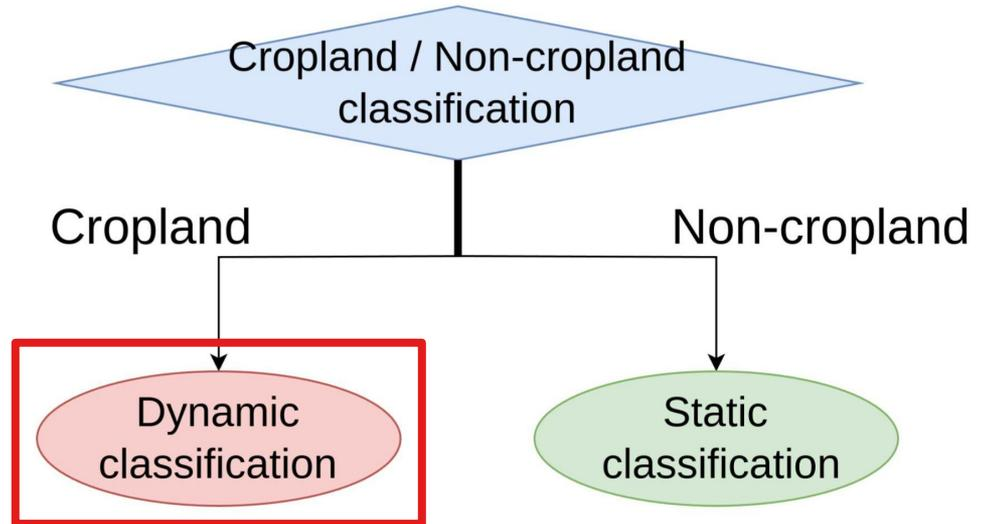 Cropland / Non-cropland
classification
Cropland
Non-cropland
Dynamic
classification
Static
classification